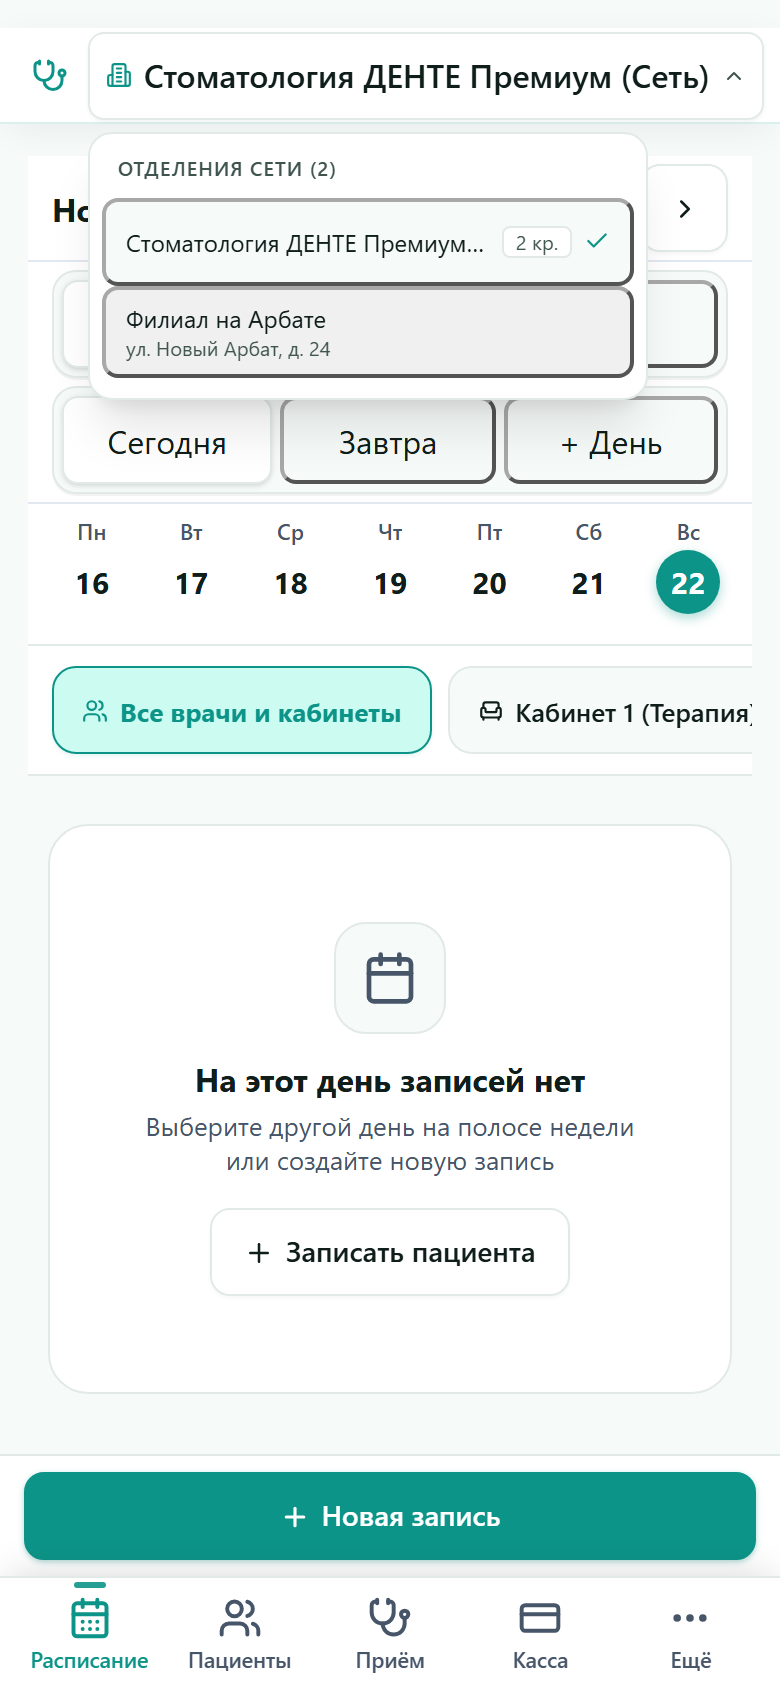 Стоматология ДЕНТЕ Премиум (Сеть)
ОТДЕЛЕНИЯ СЕТИ (2)
Стоматология ДЕНТЕ Премиум... 2 кр.
Филиал на Арбате
ул. Новый Арбат, д. 24
Сегодня Завтра + День
Пн Вт Ср Чт Пт Сб Вс
16 17 18 19 20 21 22
Все врачи и кабинеты Кабинет 1 (Терапия)
На этот день записей нет
Выберите другой день на полосе недели
или создайте новую запись
+ Записать пациента
+ Новая запись
Расписание Пациенты Приём Касса Ещё